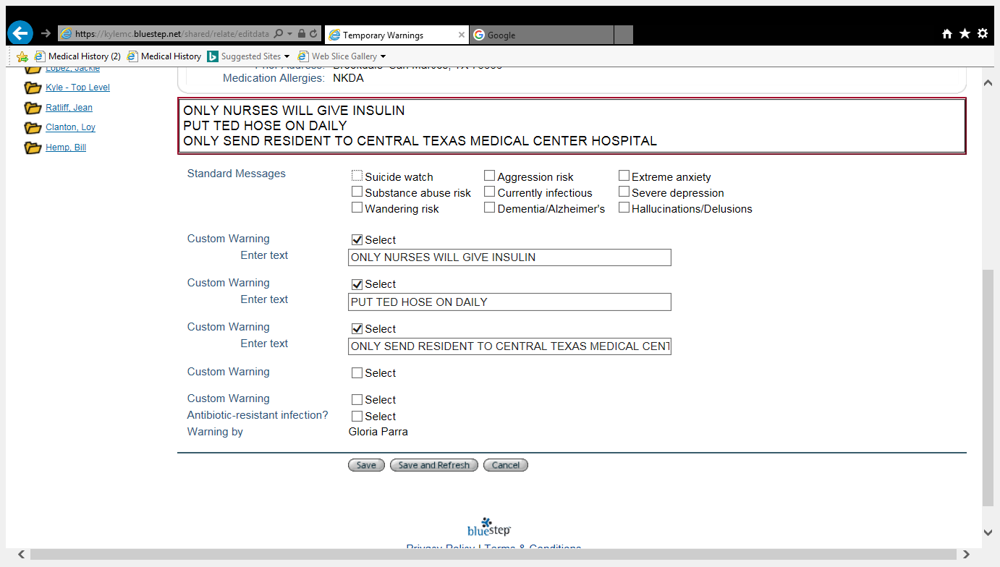 https://kylemc.bluestep.net/shared/relate/editdata
Temporary Warnings
Google
Medical History (2)
Medical History
Suggested Sites
Web Slice Gallery
Lopez, Jackie
Kyle - Top Level
Ratliff, Jean
Clanton, Loy
Hemp, Bill
Prior Address:
Medication Allergies: NKDA
ONLY NURSES WILL GIVE INSULIN
PUT TED HOSE ON DAILY
ONLY SEND RESIDENT TO CENTRAL TEXAS MEDICAL CENTER HOSPITAL
Standard Messages
Suicide watch Aggression risk Extreme anxiety
Substance abuse risk Currently infectious Severe depression
Wandering risk Dementia/Alzheimer's Hallucinations/Delusions
Custom Warning Select
Enter text ONLY NURSES WILL GIVE INSULIN
Custom Warning Select
Enter text PUT TED HOSE ON DAILY
Custom Warning Select
Enter text ONLY SEND RESIDENT TO CENTRAL TEXAS MEDICAL CENT
Custom Warning Select
Custom Warning Select
Antibiotic-resistant infection? Select
Warning by Gloria Parra
Save Save and Refresh Cancel
bluestep
Privacy Policy | Terms & Conditions